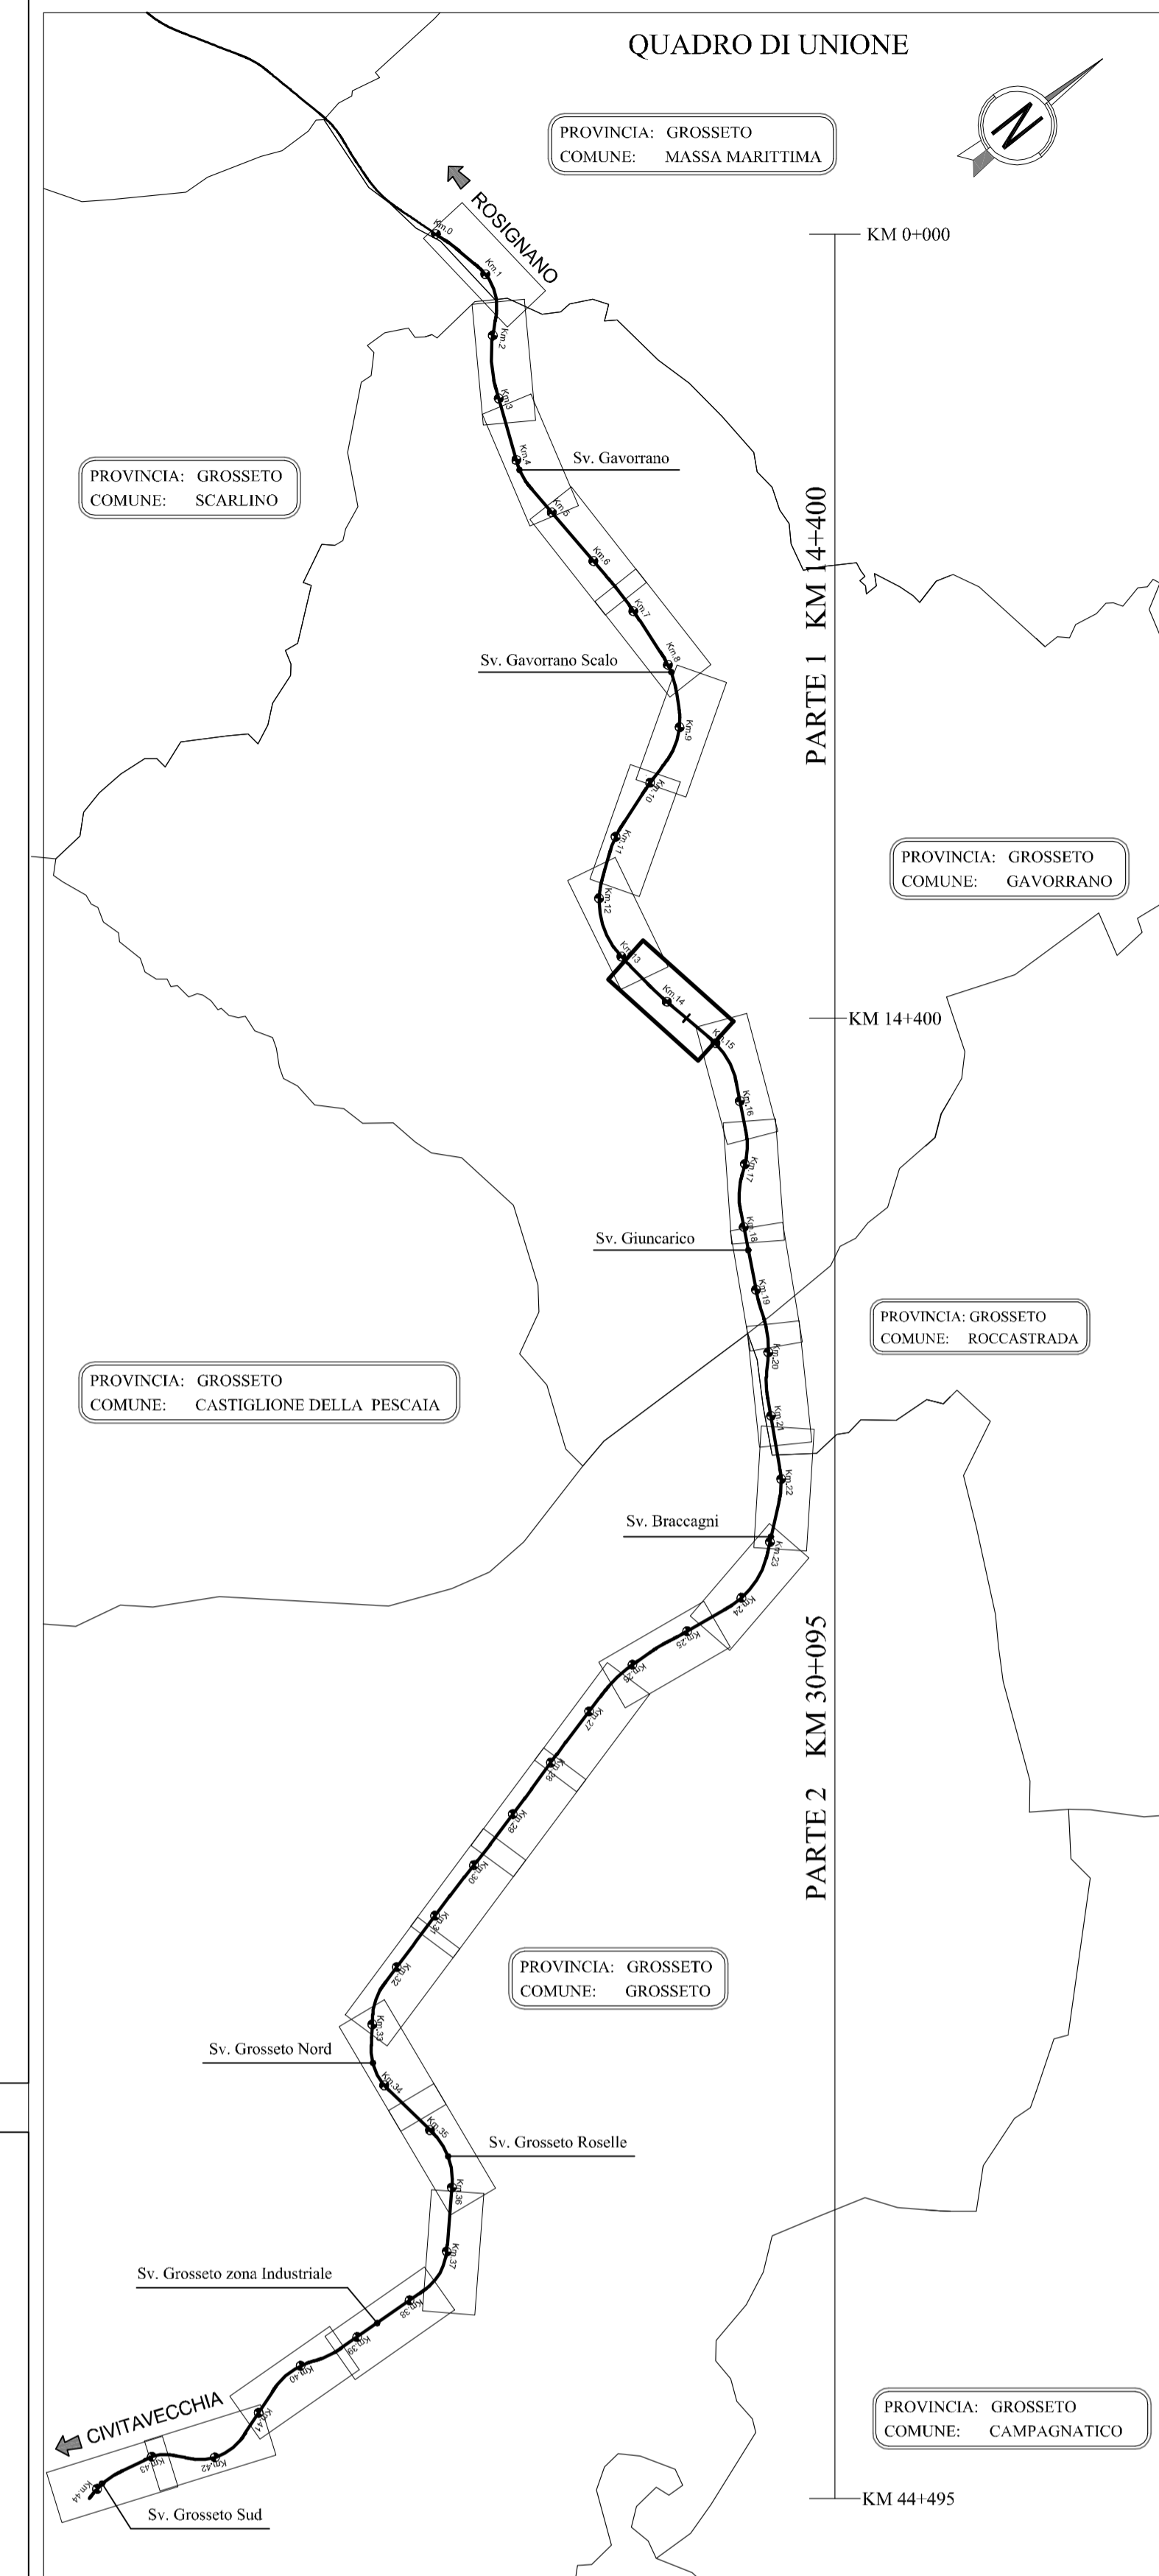 QUADRO DI UNIONE
N
PROVINCIA: GROSSETO
COMUNE: MASSA MARITTIMA
ROSIGNANO
KM 0+000
Km.0
Km.1
Km.2
Km.3
PROVINCIA: GROSSETO
COMUNE: SCARLINO
Km.4
Sv. Gavorrano
Km.5
Km.6
Km.7
PARTE 1 KM 14+400
Sv. Gavorrano Scalo
Km.8
Km.9
Km.10
Km.11
PROVINCIA: GROSSETO
COMUNE: GAVORRANO
Km.12
Km.13
Km.14
KM 14+400
Km.15
Km.16
Km.17
Km.18
Sv. Giuncarico
Km.19
PROVINCIA: GROSSETO
COMUNE: ROCCASTRADA
Km.20
PROVINCIA: GROSSETO
COMUNE: CASTIGLIONE DELLA PESCAIA
Km.21
Km.22
Sv. Braccagni
Km.23
Km.24
Km.25
Km.26
Km.27
PARTE 2 KM 30+095
Km.28
Km.29
Km.30
Km.31
Km.32
PROVINCIA: GROSSETO
COMUNE: GROSSETO
Km.33
Sv. Grosseto Nord
Km.34
Km.35
Sv. Grosseto Roselle
Km.36
Km.37
Sv. Grosseto zona Industriale
Km.38
Km.39
Km.40
Km.41
CIVITAVECCHIA
Km.42
Km.43
Km.44
PROVINCIA: GROSSETO
COMUNE: CAMPAGNATICO
KM 44+495
Sv. Grosseto Sud